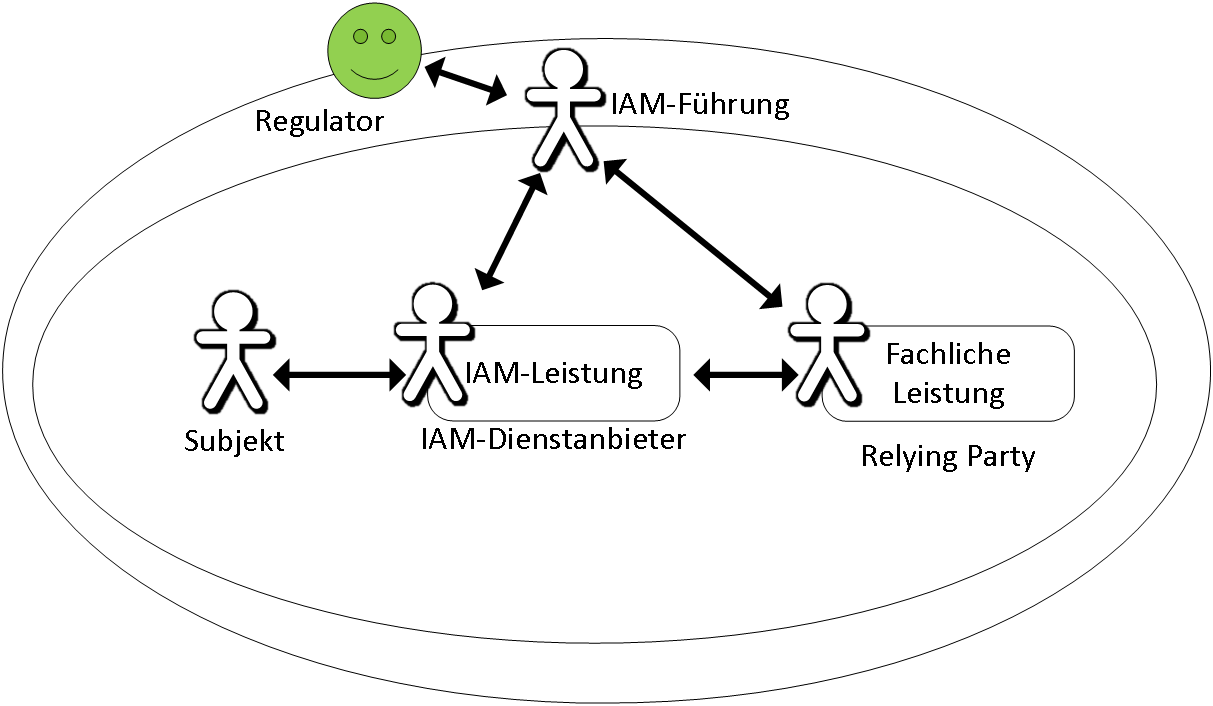 IAM-Führung
Regulator
IAM-Leistung
Fachliche
Leistung
Subjekt
IAM-Dienstanbieter
Relying Party